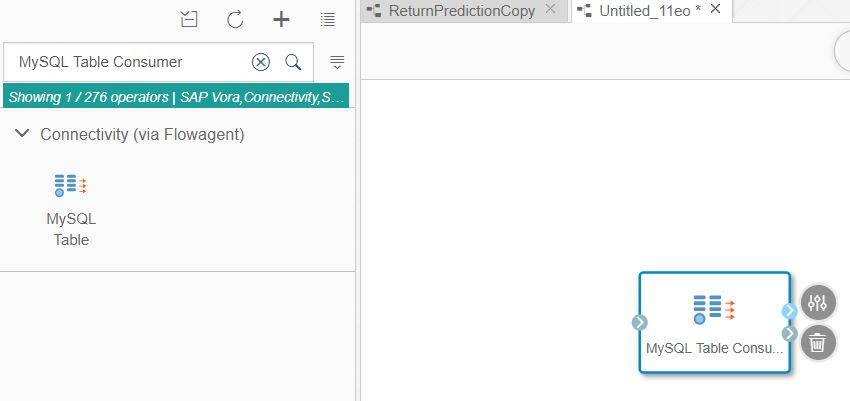 ReturnPredictionCopy
Untitled_11eo *
MySQL Table Consumer
Showing 1 / 276 operators | SAP Vora,Connectivity,S...
Connectivity (via Flowagent)
MySQL
Table
MySQL Table Consu...